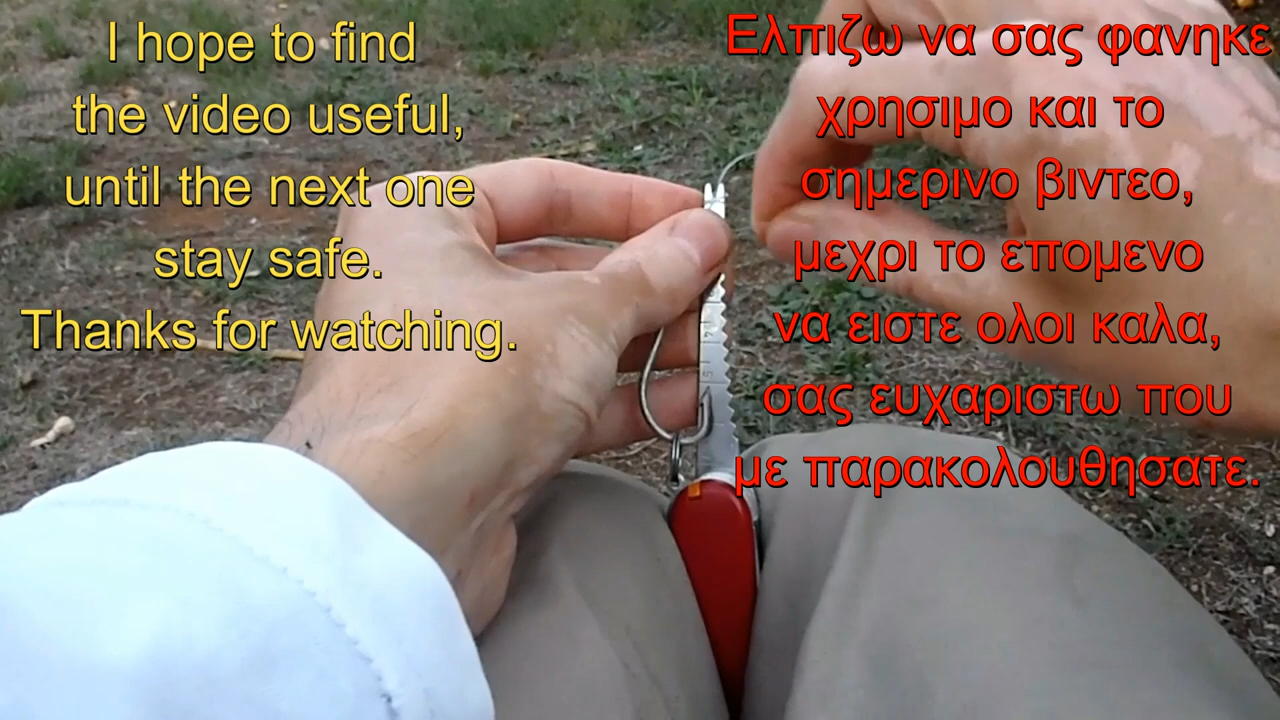 I hope to find
the video useful,
until the next one
stay safe.
Thanks for watching.
Ελπιζω να σας φανηκε
χρησιμο και το
σημερινο βιντεο,
μεχρι το επομενο
να ειστε ολοι καλα,
σας ευχαριστω που
με παρακολουθησατε.